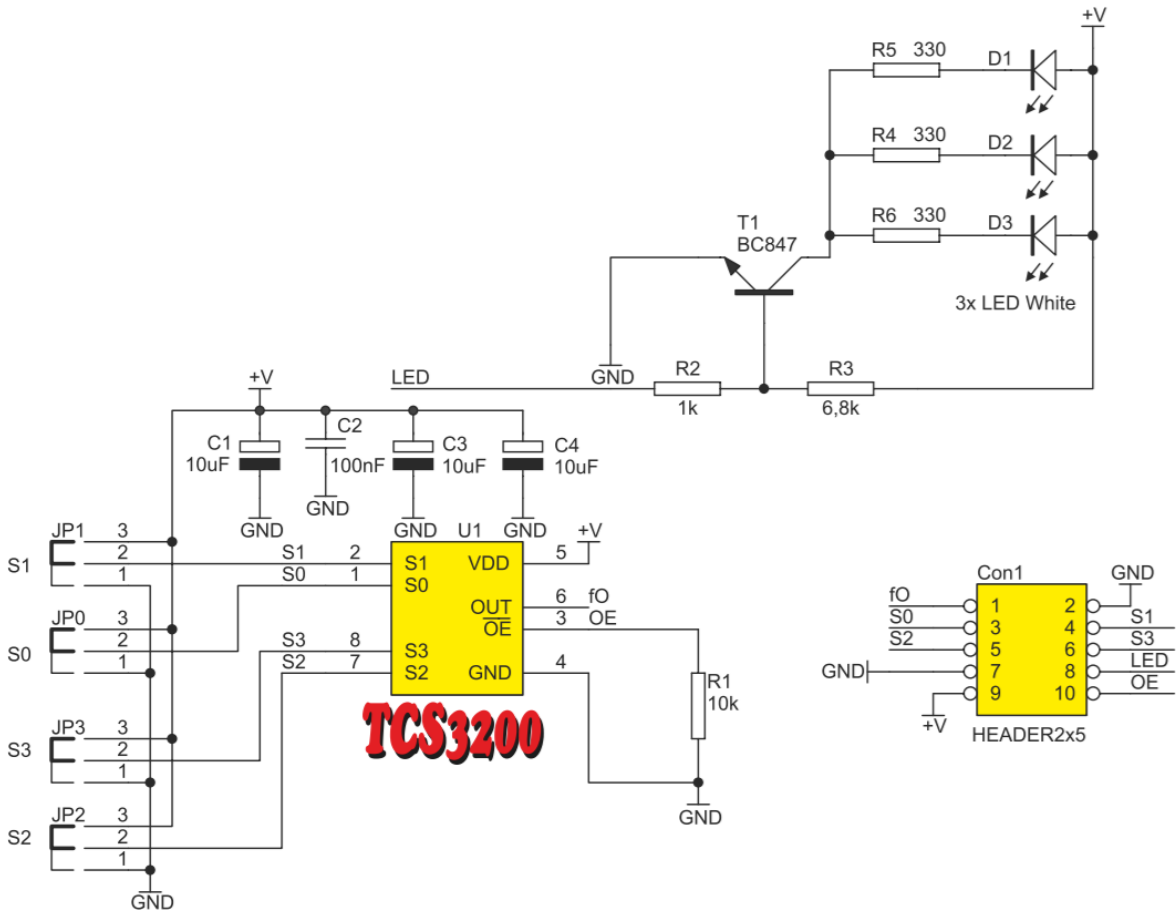 +V
R5 330 D1
R4 330 D2
R6 330 D3
T1
BC847
3x LED White
GND
LED
R2
1k
R3
6,8k
+V
C1
10uF
C2
100nF
C3
10uF
C4
10uF
GND
GND
GND
GND
U1
+V
JP1 3
2
1
S1
S1 2
S0 1
S1
S0
VDD 5
OUT 6 fO
OE 3 OE
JP0 3
2
1
S0
S3 8
S2 7
S3
S2
GND 4
R1
10k
TCS3200
JP3 3
2
1
S3
JP2 3
2
1
S2
GND
GND
Con1
GND
fO 1 2
S0 3 4 S1
S2 5 6 S3
GND 7 8 LED
9 10 OE
+V
HEADER2x5